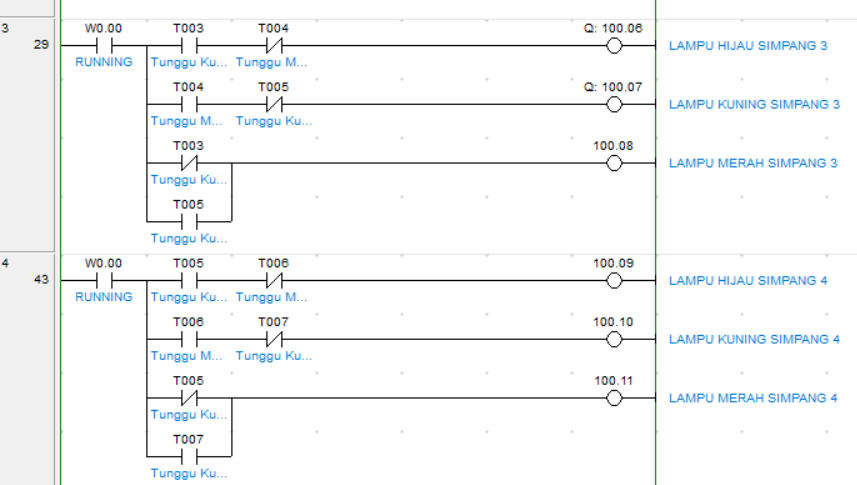 3
29
W0.00 T003 T004 Q: 100.06
RUNNING Tunggu Ku... Tunggu M... LAMPU HIJAU SIMPANG 3
T004 T005 Q: 100.07
Tunggu M... Tunggu Ku... LAMPU KUNING SIMPANG 3
T003 100.08
Tunggu Ku... LAMPU MERAH SIMPANG 3
T005
Tunggu Ku...
4
43
W0.00 T005 T006 100.09
RUNNING Tunggu Ku... Tunggu M... LAMPU HIJAU SIMPANG 4
T006 T007 100.10
Tunggu M... Tunggu Ku... LAMPU KUNING SIMPANG 4
T005 100.11
Tunggu Ku... LAMPU MERAH SIMPANG 4
T007
Tunggu Ku...